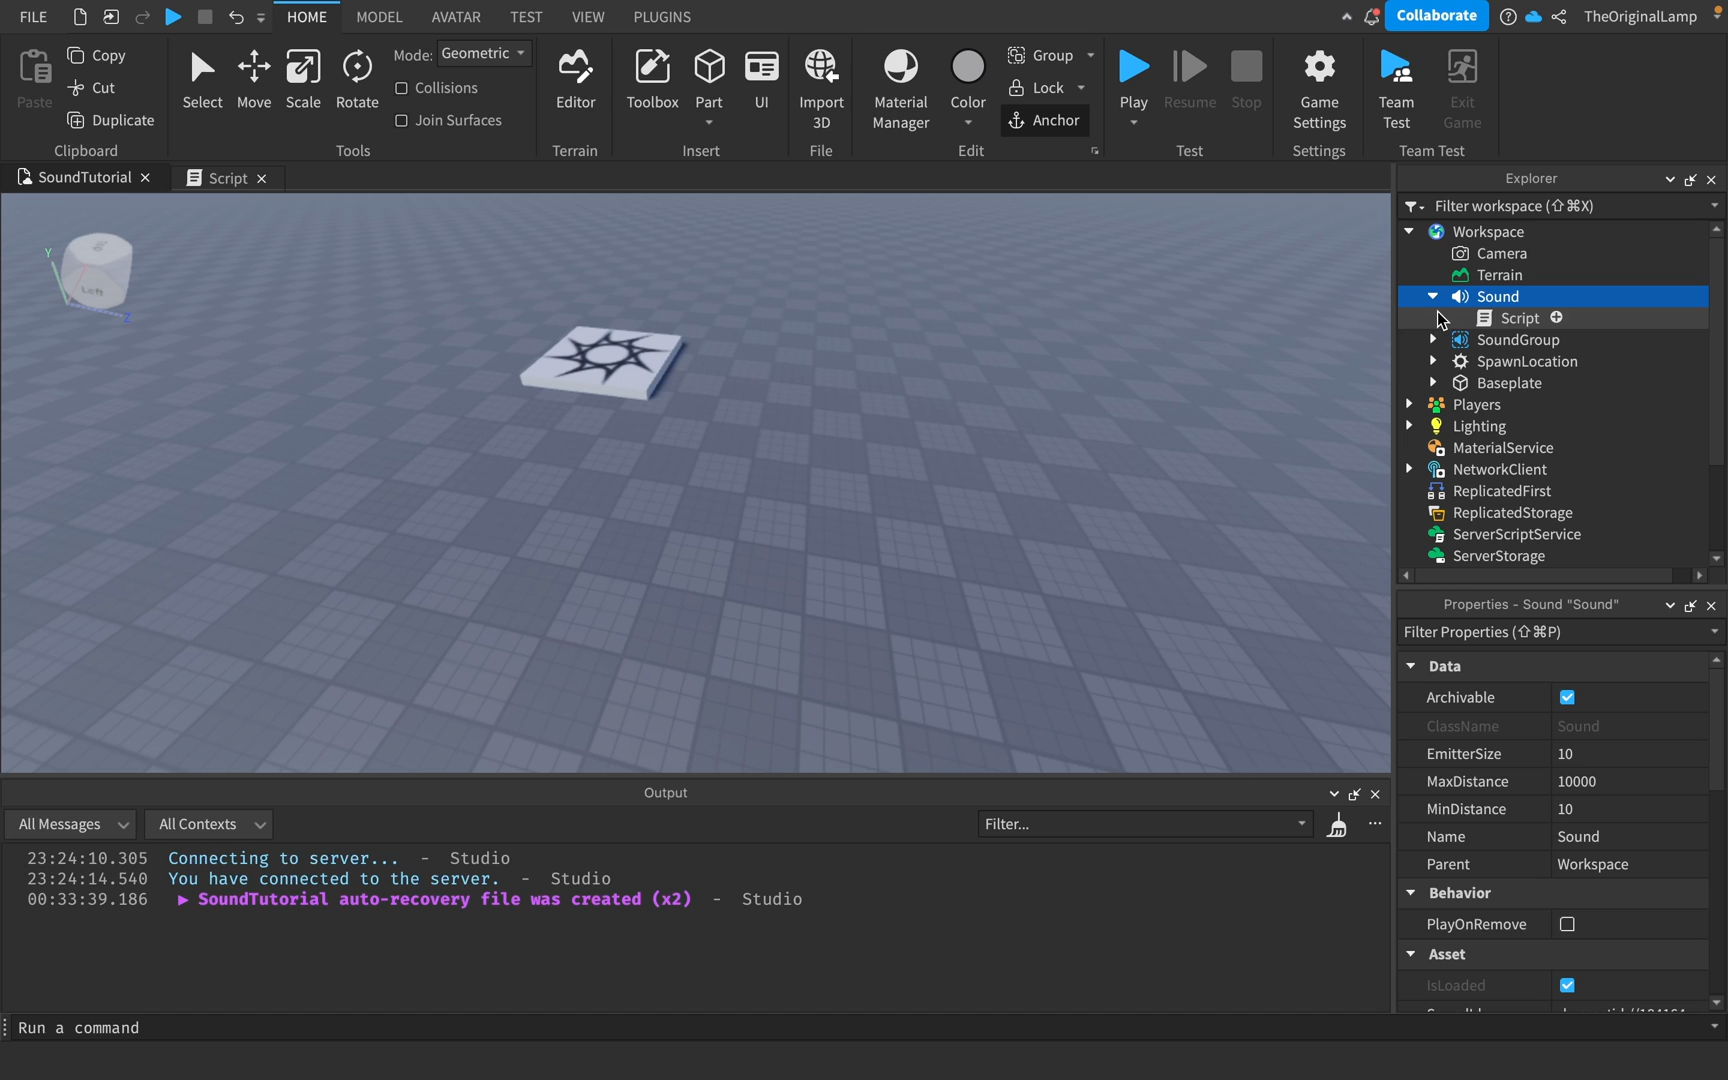 FILE HOME MODEL AVATAR TEST VIEW PLUGINS Collaborate TheOriginalLamp
Paste Copy Cut Duplicate
Clipboard
Select Move Scale Rotate
Mode: Geometric
Collisions
Join Surfaces
Tools
Editor
Terrain
Toolbox Part UI
Insert
Import
3D
File
Material
Manager
Color
Group
Lock
Anchor
Edit
Play Resume Stop
Test
Game
Settings
Settings
Team
Test
Exit
Game
Team Test
SoundTutorial Script
Y
Z
Left
Explorer
Filter workspace (⇧⌘X)
Workspace
Camera
Terrain
Sound
Script
SoundGroup
SpawnLocation
Baseplate
Players
Lighting
MaterialService
NetworkClient
ReplicatedFirst
ReplicatedStorage
ServerScriptService
ServerStorage
Properties - Sound "Sound"
Filter Properties (⇧⌘P)
Data
Archivable
ClassName Sound
EmitterSize 10
MaxDistance 10000
MinDistance 10
Name Sound
Parent Workspace
Behavior
PlayOnRemove
Asset
IsLoaded
Output
All Messages All Contexts Filter...
23:24:10.305 Connecting to server... - Studio
23:24:14.540 You have connected to the server. - Studio
00:33:39.186 ▶ SoundTutorial auto-recovery file was created (x2) - Studio
Run a command